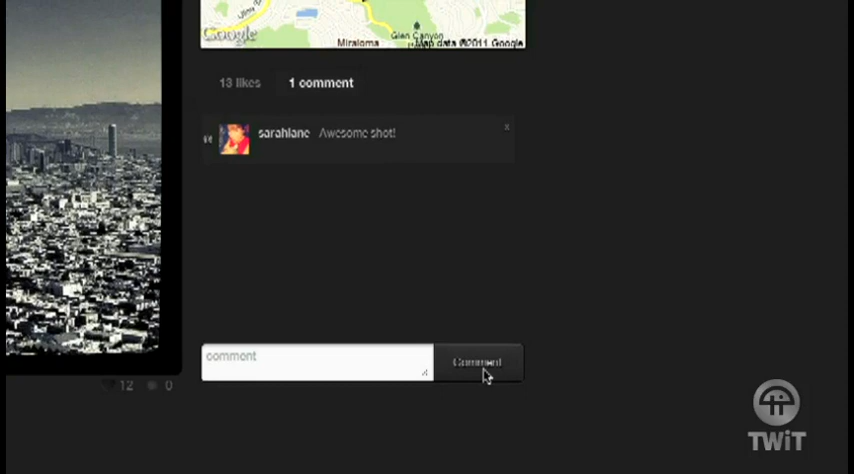 Google
Miraloma
Glen Canyon
Map data ©2011 Google
13 likes
1 comment
sarahlane Awesome shot!
x
comment
Comment
12
0
TWiT